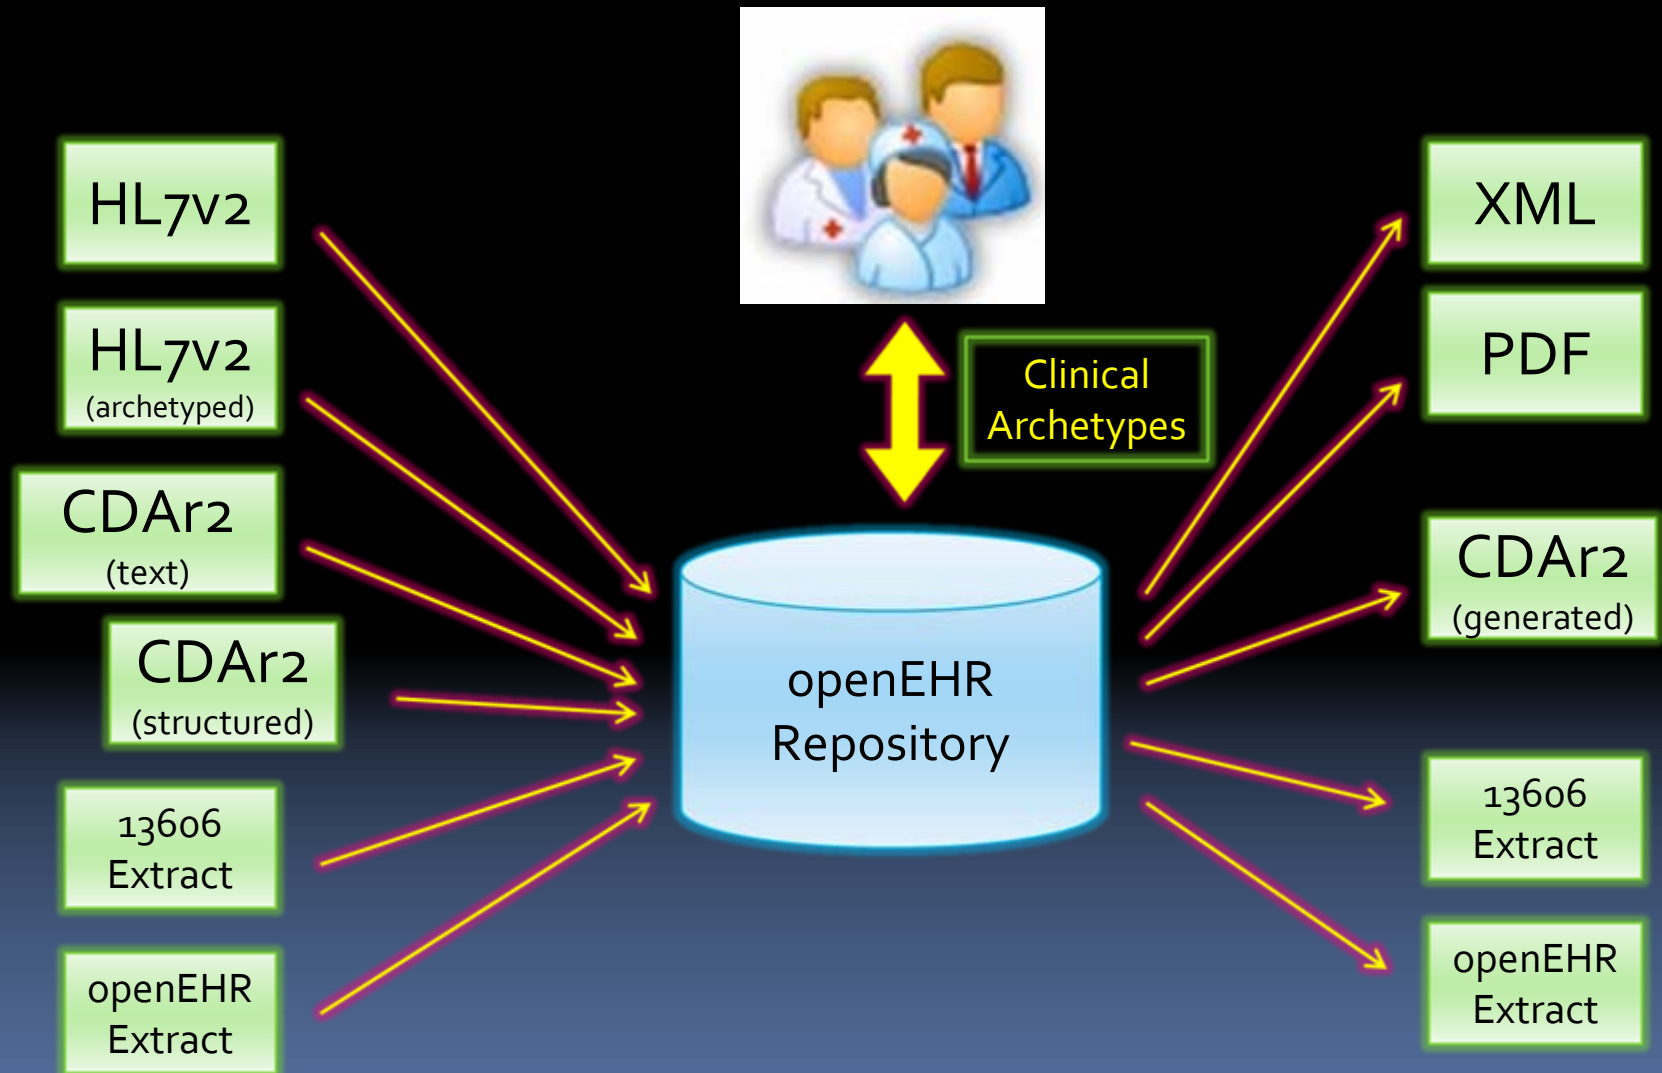 HL7v2
HL7v2
(archetyped)
CDAr2
(text)
CDAr2
(structured)
13606
Extract
openEHR
Extract
Clinical
Archetypes
openEHR
Repository
XML
PDF
CDAr2
(generated)
13606
Extract
openEHR
Extract